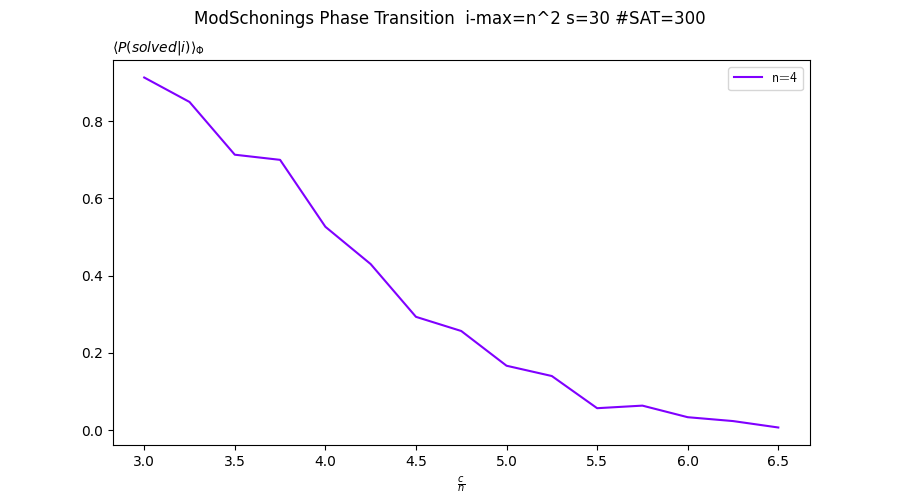 ModSchonings Phase Transition  i-max=n^2 s=30 #SAT=300
⟨P(solved|i)⟩Φ
n=4
0.8
0.6
0.4
0.2
0.0
3.0 3.5 4.0 4.5 5.0 5.5 6.0 6.5
c/n